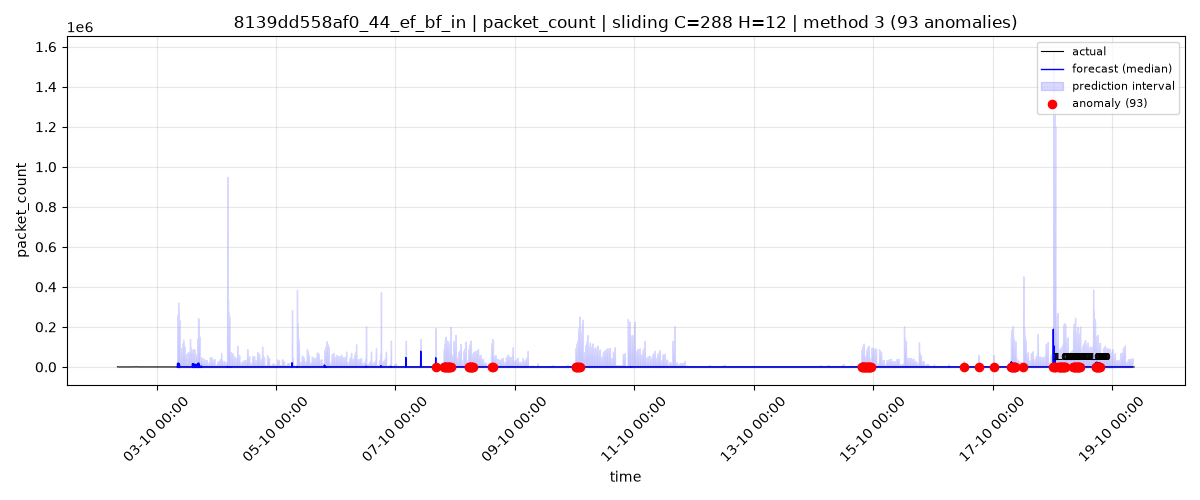 8139dd558af0_44_ef_bf_in | packet_count | sliding C=288 H=12 | method 3 (93 anomalies)
1e6
1.6
1.4
1.2
1.0
0.8
0.6
0.4
0.2
0.0
packet_count
actual
forecast (median)
prediction interval
anomaly (93)
03-10 00:00
05-10 00:00
07-10 00:00
09-10 00:00
11-10 00:00
13-10 00:00
15-10 00:00
17-10 00:00
19-10 00:00
time